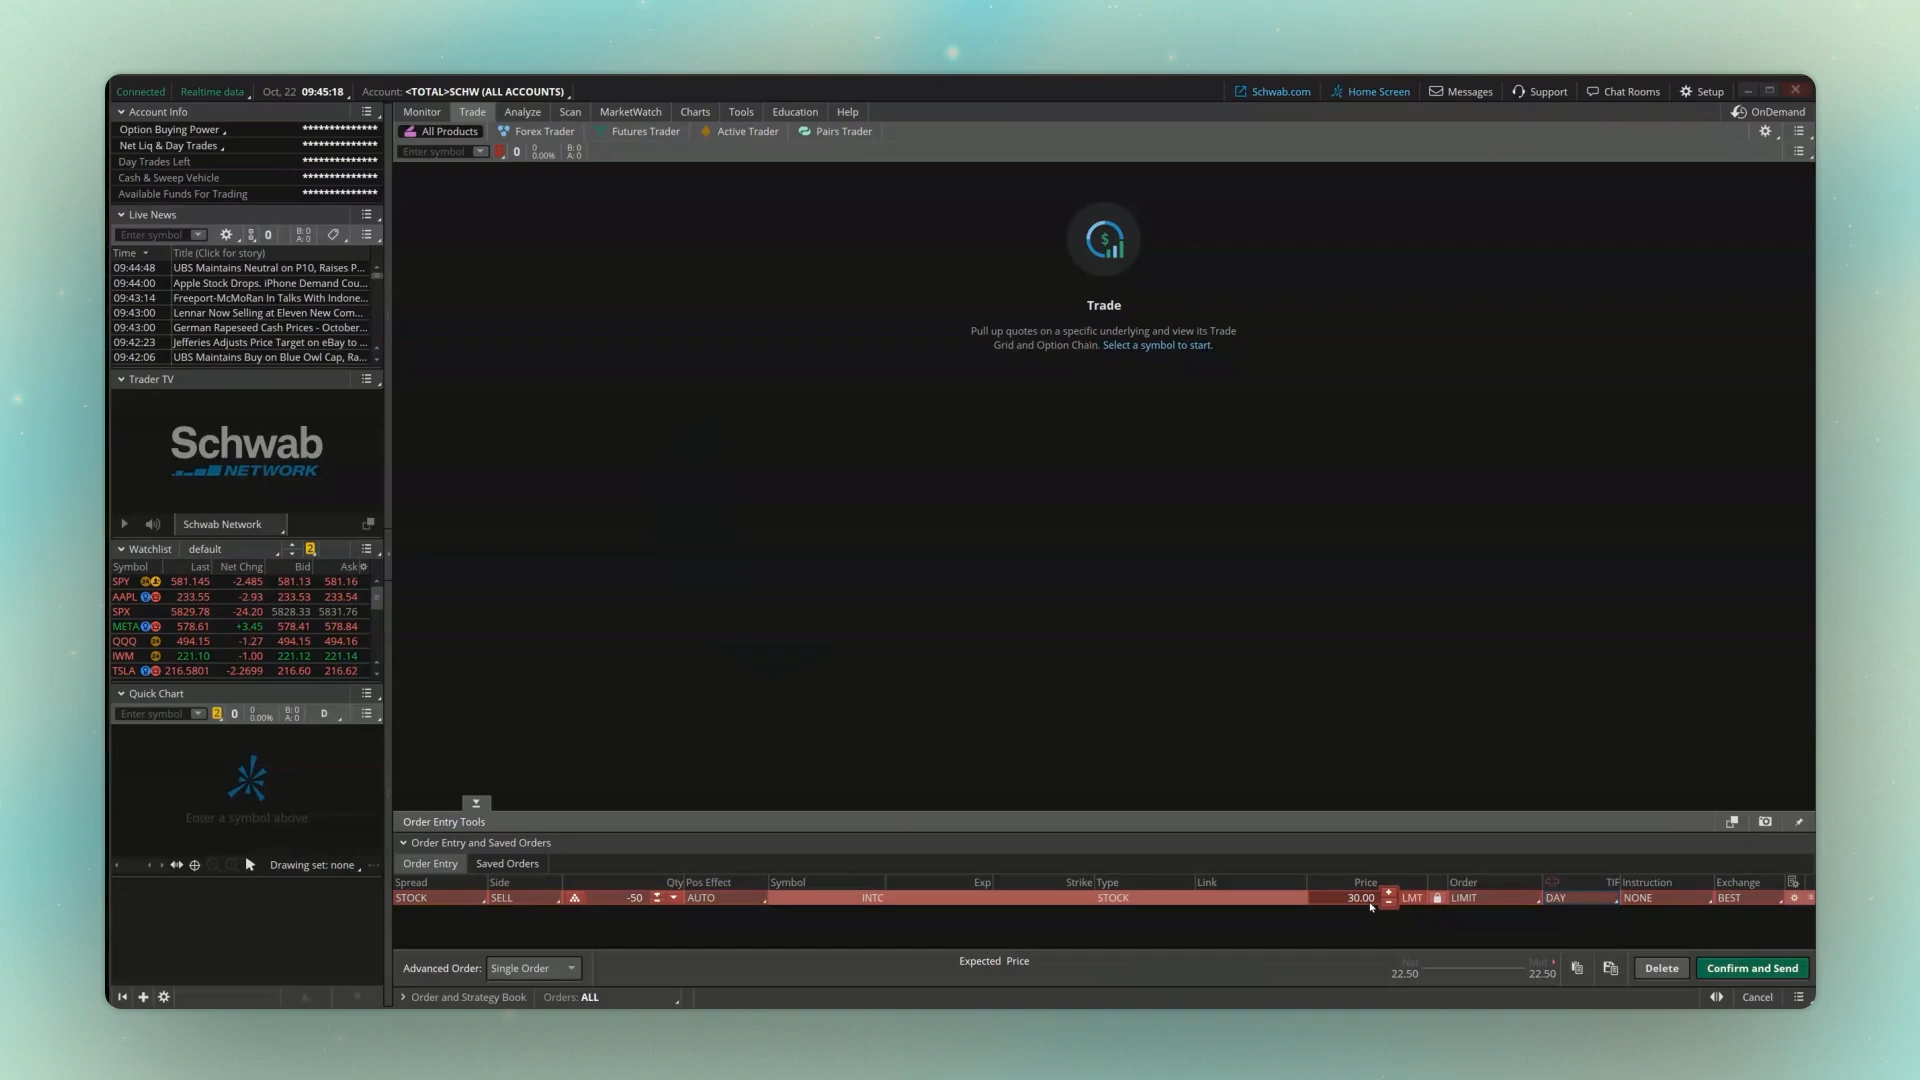 Connected Realtime data Oct, 22 09:45:18 Account: <TOTAL>SCHW (ALL ACCOUNTS) Schwab.com Home Screen Messages Support Chat Rooms Setup
Account Info
Option Buying Power **************
Net Liq & Day Trades **************
Day Trades Left **************
Cash & Sweep Vehicle **************
Available Funds For Trading **************
Live News
Enter symbol 0 B: 0 A: 0
Time Title (Click for story)
09:44:48 UBS Maintains Neutral on P10, Raises P...
09:44:00 Apple Stock Drops. iPhone Demand Cou...
09:43:14 Freeport-McMoRan In Talks With Indone...
09:43:00 Lennar Now Selling at Eleven New Com...
09:43:00 German Rapeseed Cash Prices - October...
09:42:23 Jefferies Adjusts Price Target on eBay to ...
09:42:06 UBS Maintains Buy on Blue Owl Cap, Ra...
Trader TV
Schwab
NETWORK
Schwab Network
Watchlist default 2
Symbol Last Net Chng Bid Ask
SPY 24 581.145 -2.485 581.13 581.16
AAPL 233.55 -2.93 233.53 233.54
SPX 5829.78 -24.20 5828.33 5831.76
META 578.61 +3.45 578.41 578.84
QQQ 24 494.15 -1.27 494.15 494.16
IWM 24 221.10 -1.00 221.12 221.14
TSLA 216.5801 -2.2699 216.60 216.62
Quick Chart
Enter symbol 2 0 0 0.00% B: 0 A: 0 D
Enter a symbol above
Drawing set: none
Monitor Trade Analyze Scan MarketWatch Charts Tools Education Help OnDemand
All Products Forex Trader Futures Trader Active Trader Pairs Trader
Enter symbol 0 0 0.00% B: 0 A: 0
Trade
Pull up quotes on a specific underlying and view its Trade
Grid and Option Chain. Select a symbol to start.
Order Entry Tools
Order Entry and Saved Orders
Order Entry Saved Orders
Spread Side Qty Pos Effect Symbol Exp Strike Type Link Price Order TIF Instruction Exchange
STOCK SELL -50 AUTO INTC STOCK 30.00 LMT LIMIT DAY NONE BEST
Advanced Order: Single Order Expected Price Nat 22.50 Mid 22.50 Delete Confirm and Send
Order and Strategy Book Orders: ALL Cancel